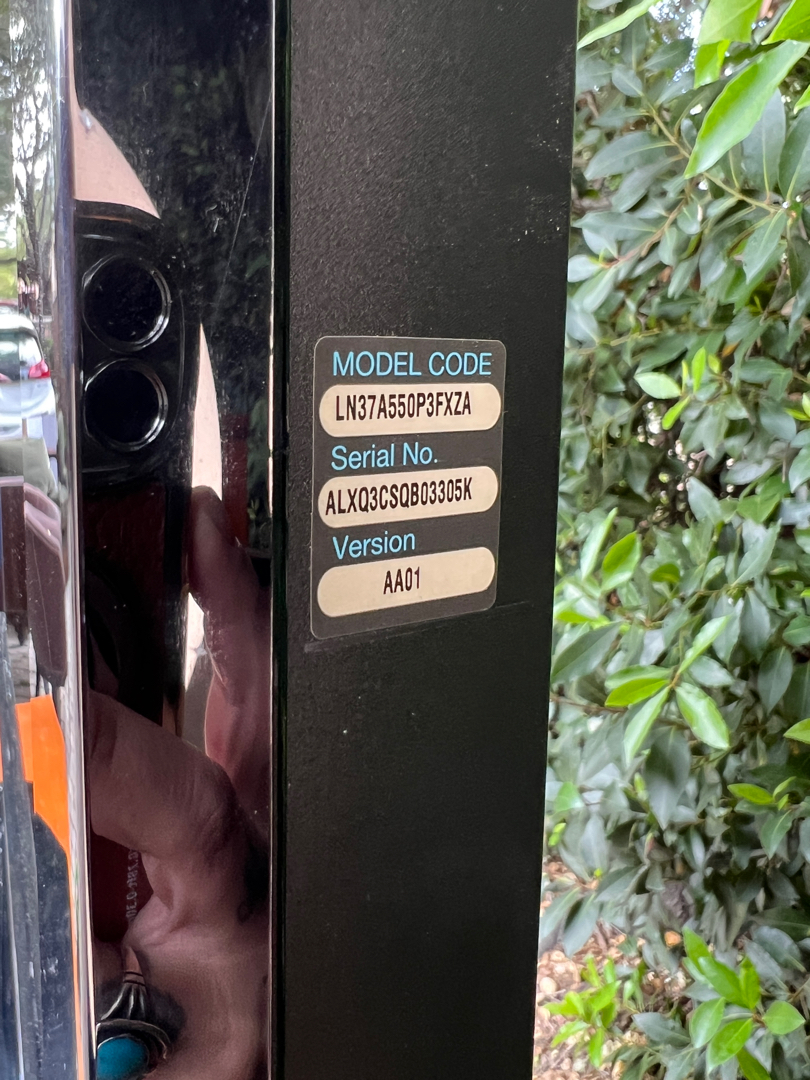 MODEL CODE
LN37A550P3FXZA
Serial No.
ALXQ3CSQB03305K
Version
AA01